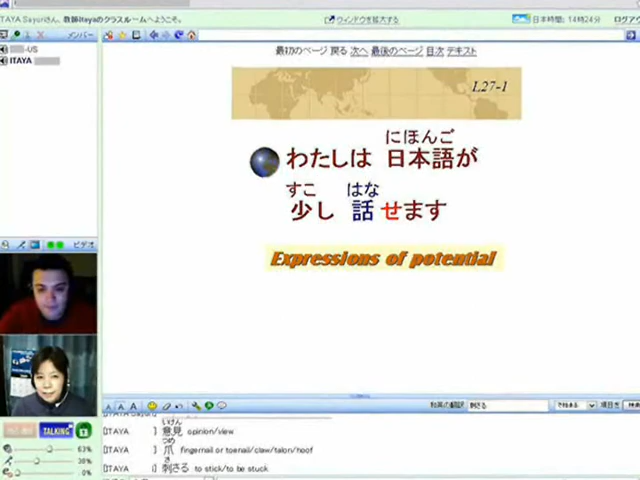 ITAYA Sayuriさん, 教師Itayaのクラスルームへようこそ。 ウィンドウを拡大する 日本時間: 14時24分 ログアウ
メンバー
-US
ITAYA
最初のページ 戻る 次へ 最後のページ 目次 テキスト
L27-1
にほんご
わたしは 日本語が
すこ はな
少し 話せます
Expressions of potential
ビデオ
TALKING
63%
38%
0%
A A A
刺さる
で始まる
[ITAYA ] 意見 opinion/view
いけん
つめ
[ITAYA ] 爪 fingernail or toenail/claw/talon/hoof
さ
[ITAYA ] 刺さる to stick/to be stuck